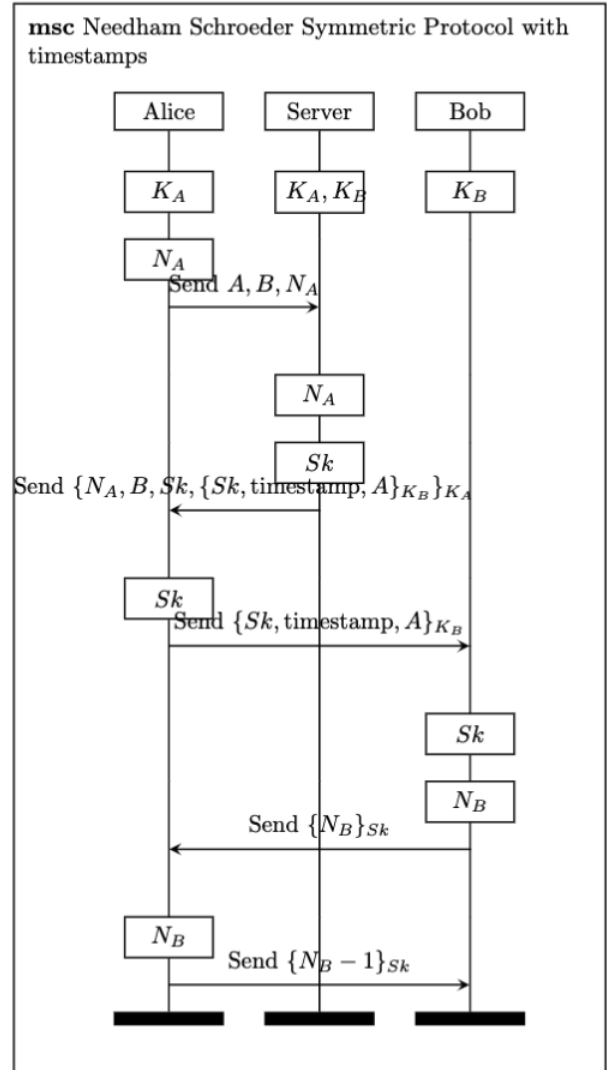 msc Needham Schroeder Symmetric Protocol with
timestamps
Alice Server Bob
K_A K_A, K_B K_B
N_A
Send A, B, N_A
N_A
Sk
Send {N_A, B, Sk, {Sk, timestamp, A}_{K_B}}_{K_A}
Sk
Send {Sk, timestamp, A}_{K_B}
Sk
N_B
Send {N_B}_{Sk}
N_B
Send {N_B − 1}_{Sk}